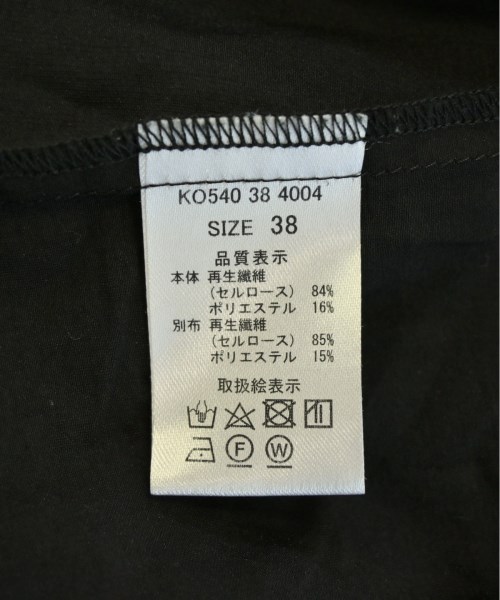 KO540 38 4004
SIZE 38
品質表示
本体 再生繊維
(セルロース) 84%
ポリエステル 16%
別布 再生繊維
(セルロース) 85%
ポリエステル 15%
取扱絵表示
F W